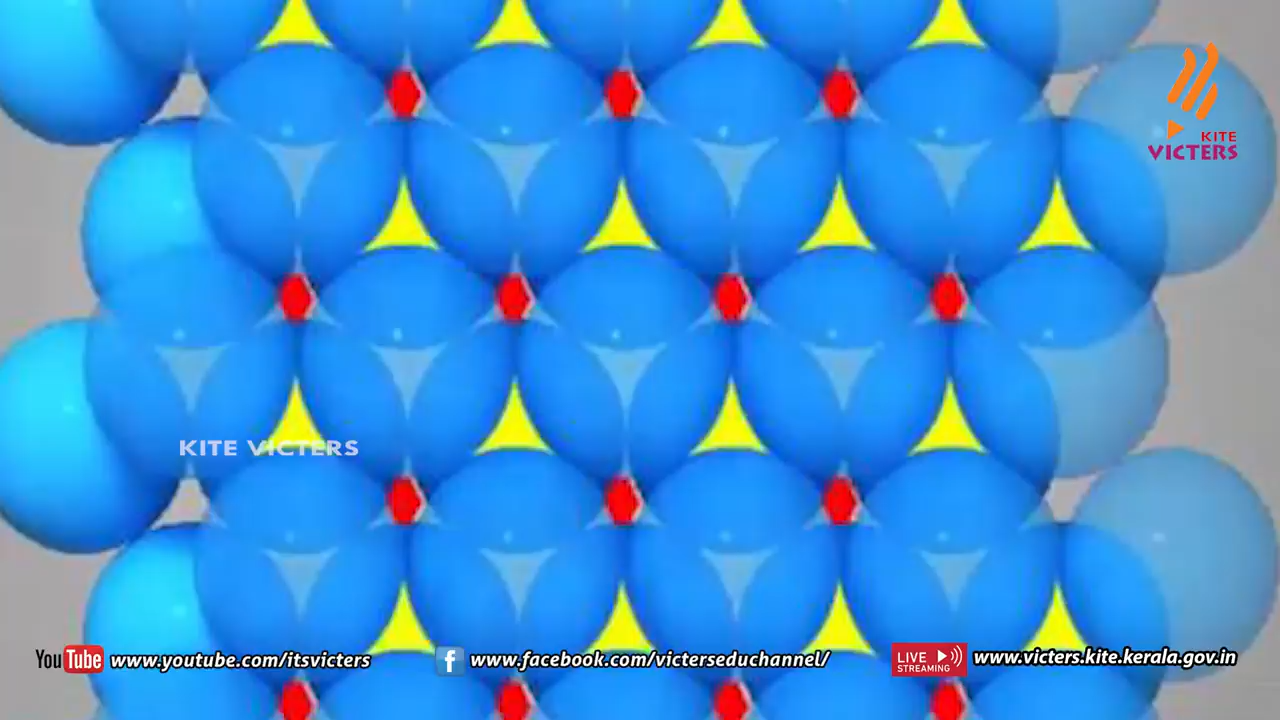 KITE
VICTERS
KITE VICTERS
YouTube www.youtube.com/itsvicters
f www.facebook.com/victerseduchannel/
LIVE STREAMING www.victers.kite.kerala.gov.in